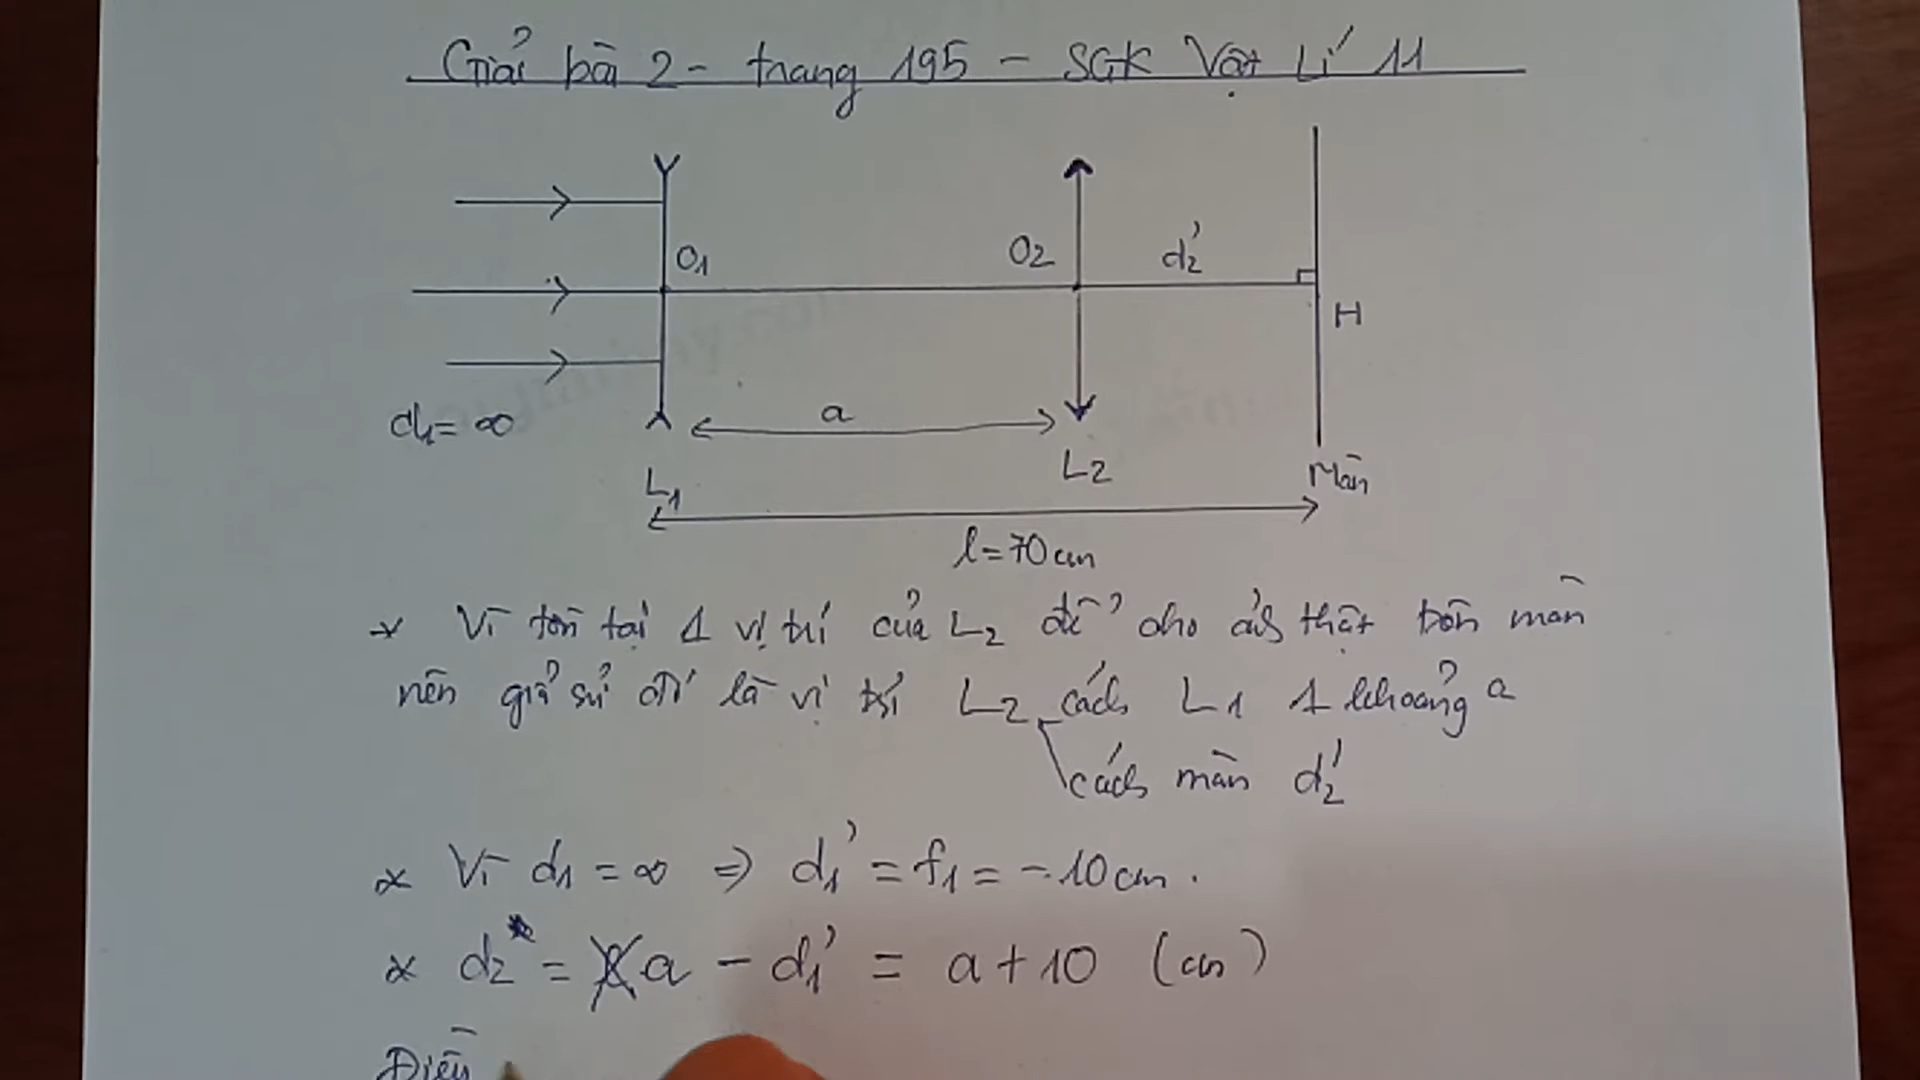 Giải bài 2 - trang 195 - SGK Vật Lí 11
O1
O2
d2'
H
d1 = ∞
a
L1
L2
Màn
l = 70 cm
* Vì tồn tại 1 vị trí của L2 để cho ảnh thật trên màn
nên giả sử đó là vị trí L2 cách L1 1 khoảng a
cách màn d2'
* Vì d1 = ∞ => d1' = f1 = -10 cm.
* d2 = a - d1' = a + 10 (cm)
Điều